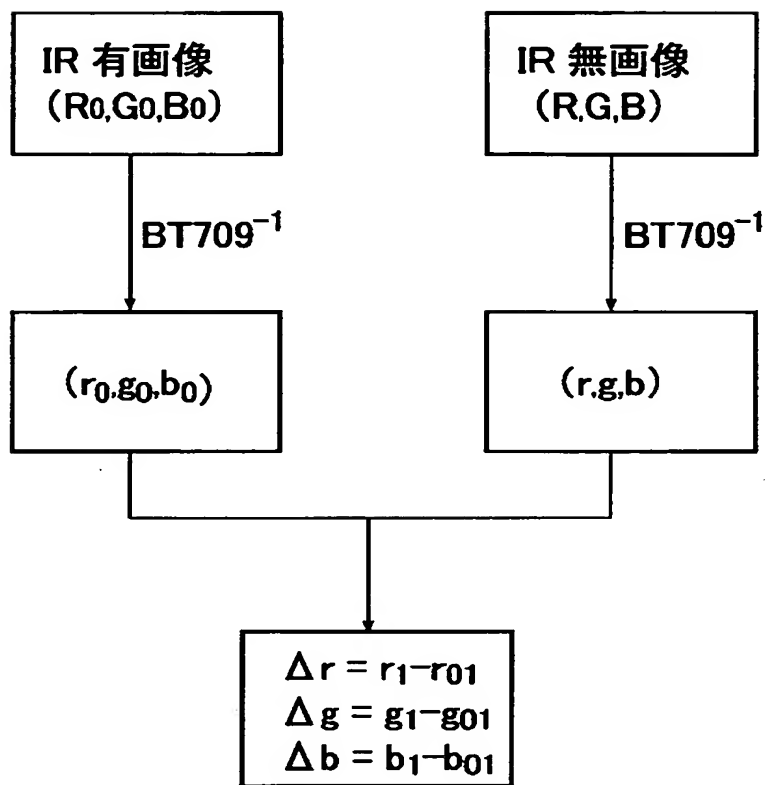 IR 有画像
(R₀,G₀,B₀)
IR 無画像
(R,G,B)
BT709⁻¹
BT709⁻¹
(r₀,g₀,b₀)
(r,g,b)
Δr = r₁−r₀₁
Δg = g₁−g₀₁
Δb = b₁−b₀₁